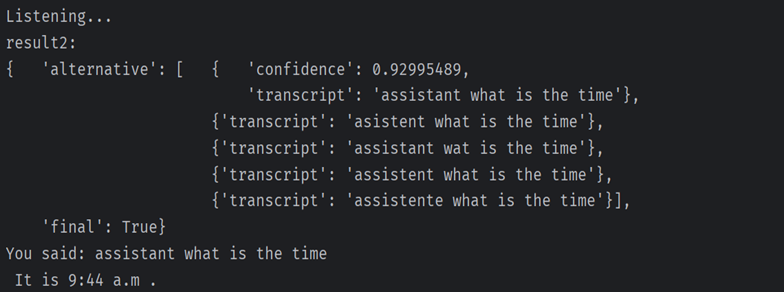 Listening...
result2:
{   'alternative': [   {   'confidence': 0.92995489,
                           'transcript': 'assistant what is the time'},
                       {'transcript': 'asistent what is the time'},
                       {'transcript': 'assistant wat is the time'},
                       {'transcript': 'assistent what is the time'},
                       {'transcript': 'assistente what is the time'}],
    'final': True}
You said: assistant what is the time
 It is 9:44 a.m .